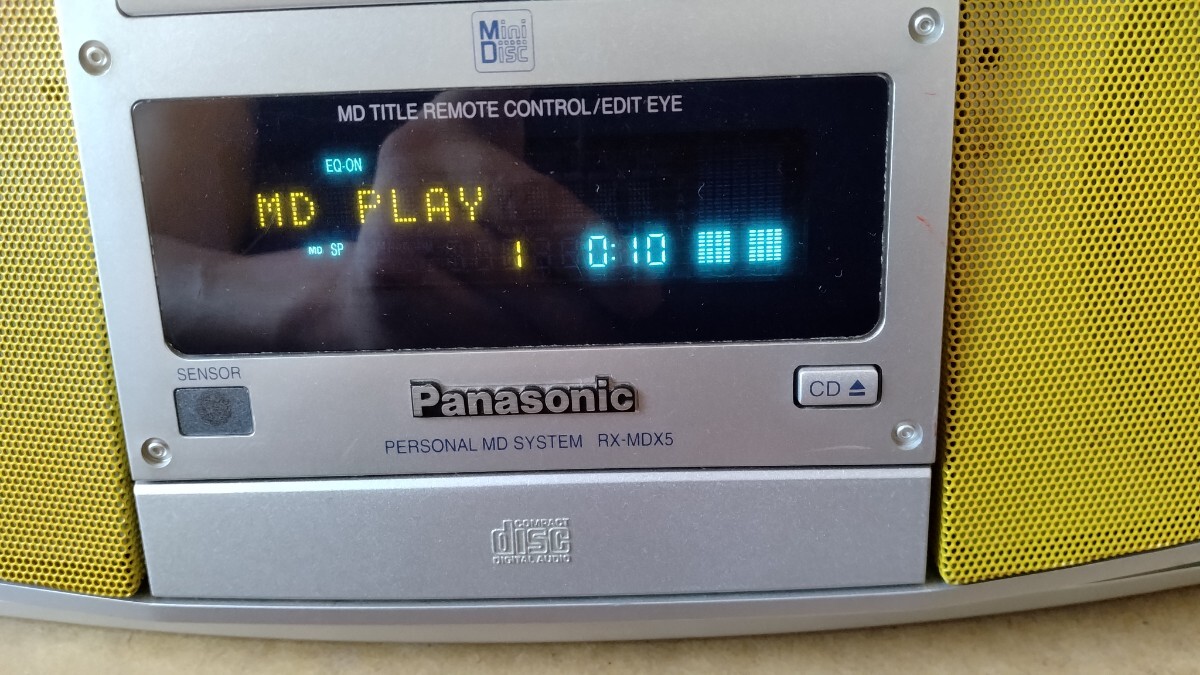 Mini
Disc
MD TITLE REMOTE CONTROL/EDIT EYE
EQ-ON
MD PLAY
MD SP 1 0:10
SENSOR
Panasonic
CD
PERSONAL MD SYSTEM RX-MDX5
COMPACT
disc
DIGITAL AUDIO